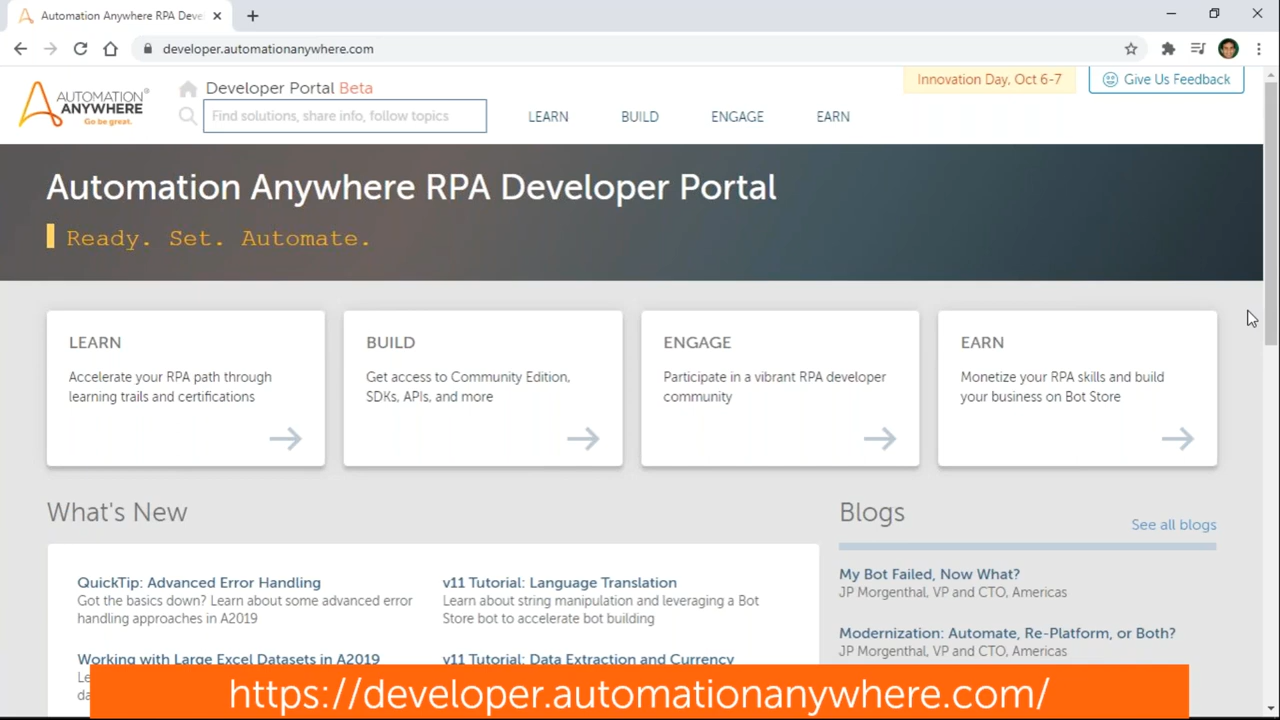 Automation Anywhere RPA Deve
developer.automationanywhere.com
AUTOMATION
ANYWHERE®
Go be great.
Developer Portal Beta
Find solutions, share info, follow topics
LEARN
BUILD
ENGAGE
EARN
Innovation Day, Oct 6-7
Give Us Feedback
Automation Anywhere RPA Developer Portal
Ready. Set. Automate.
LEARN
Accelerate your RPA path through
learning trails and certifications
BUILD
Get access to Community Edition,
SDKs, APIs, and more
ENGAGE
Participate in a vibrant RPA developer
community
EARN
Monetize your RPA skills and build
your business on Bot Store
What's New
QuickTip: Advanced Error Handling
Got the basics down? Learn about some advanced error
handling approaches in A2019
v11 Tutorial: Language Translation
Learn about string manipulation and leveraging a Bot
Store bot to accelerate bot building
Working with Large Excel Datasets in A2019
v11 Tutorial: Data Extraction and Currency
Blogs
See all blogs
My Bot Failed, Now What?
JP Morgenthal, VP and CTO, Americas
Modernization: Automate, Re-Platform, or Both?
JP Morgenthal, VP and CTO, Americas
https://developer.automationanywhere.com/